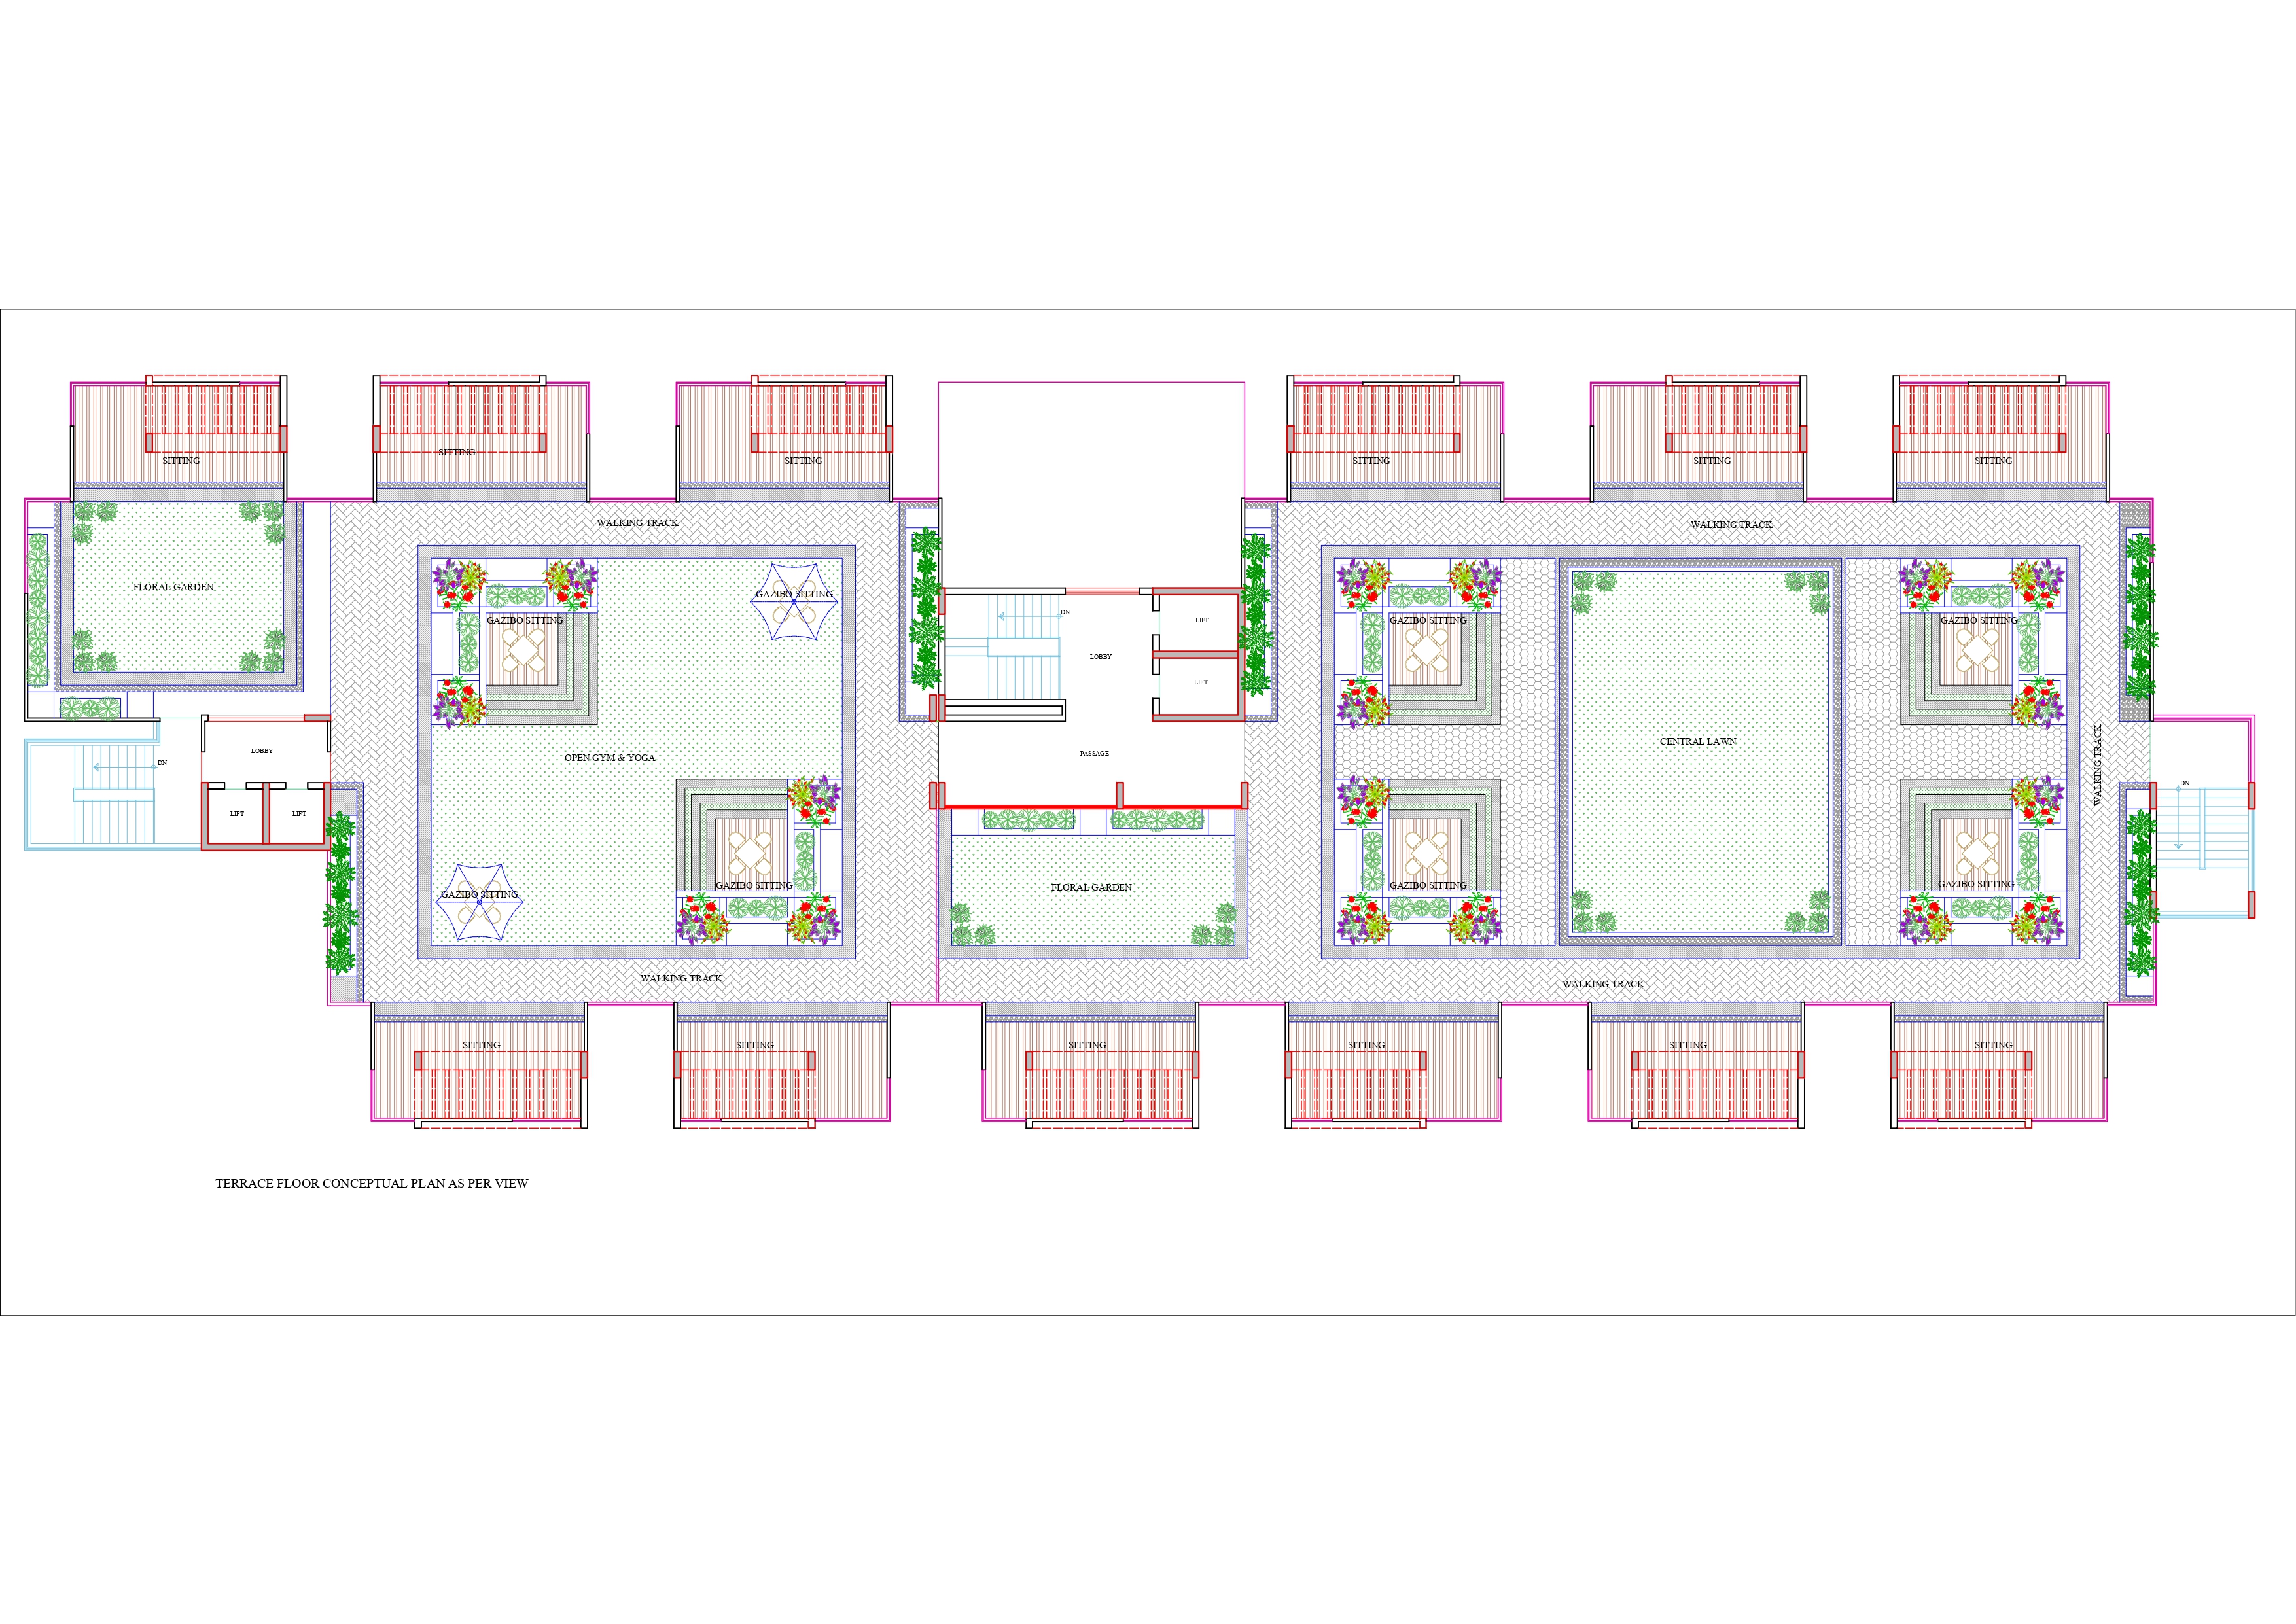 SITTING
SITTING
SITTING
SITTING
SITTING
SITTING
WALKING TRACK
WALKING TRACK
FLORAL GARDEN
GAZIBO SITTING
GAZIBO SITTING
GAZIBO SITTING
GAZIBO SITTING
DN
LIFT
LOBBY
LIFT
CENTRAL LAWN
LOBBY
PASSAGE
OPEN GYM & YOGA
WALKING TRACK
DN
DN
LIFT
LIFT
GAZIBO SITTING
GAZIBO SITTING
GAZIBO SITTING
GAZIBO SITTING
FLORAL GARDEN
WALKING TRACK
WALKING TRACK
SITTING
SITTING
SITTING
SITTING
SITTING
SITTING
TERRACE FLOOR CONCEPTUAL PLAN AS PER VIEW